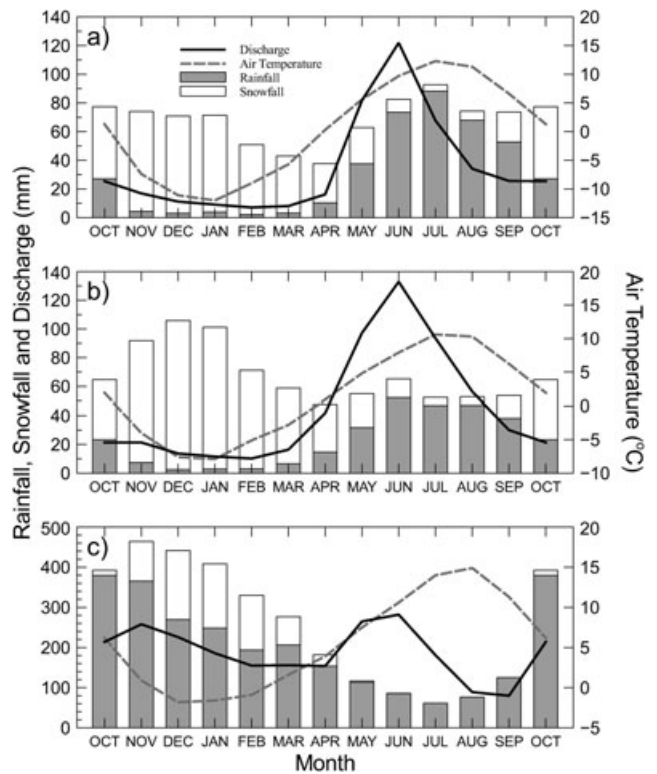 140 20
120 a) Discharge 15
Air Temperature
100 Rainfall 10
Snowfall
80 5
60 0
40 -5
20 -10
0 -15
OCT NOV DEC JAN FEB MAR APR MAY JUN JUL AUG SEP OCT
140 20
120 b) 15
100 10
80 5
60 0
40 -5
20 -10
0
OCT NOV DEC JAN FEB MAR APR MAY JUN JUL AUG SEP OCT
500 20
c)
400 15
300 10
200 5
100 0
0 -5
OCT NOV DEC JAN FEB MAR APR MAY JUN JUL AUG SEP OCT
Month
Rainfall, Snowfall and Discharge (mm)
Air Temperature (°C)